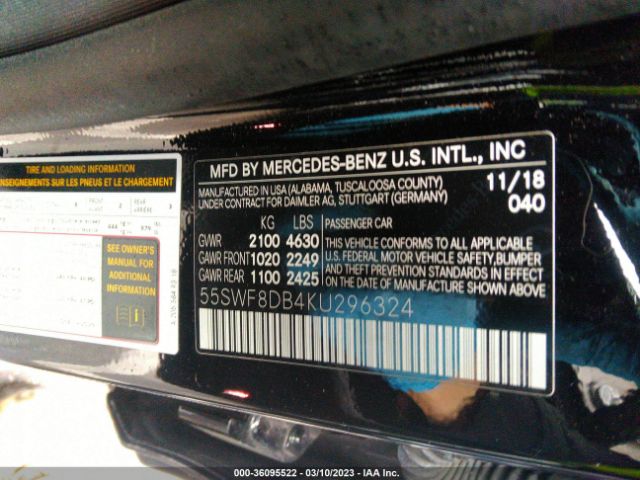 TIRE AND LOADING INFORMATION
RENSEIGNEMENTS SUR LES PNEUS ET LE CHARGEMENT
SEE OWNER'S
MANUAL FOR
ADDITIONAL
INFORMATION
MFD BY MERCEDES-BENZ U.S. INTL., INC
MANUFACTURED IN USA (ALABAMA, TUSCALOOSA COUNTY) 11/18
UNDER CONTRACT FOR DAIMLER AG, STUTTGART (GERMANY) 040
KG LBS PASSENGER CAR
GVWR 2100 4630 THIS VEHICLE CONFORMS TO ALL APPLICABLE
GAWR FRONT 1020 2249 U.S. FEDERAL MOTOR VEHICLE SAFETY, BUMPER
GAWR REAR 1100 2425 AND THEFT PREVENTION STANDARDS IN EFFECT
ON THE DATE OF MANUFACTURE SHOWN ABOVE.
55SWF8DB4KU296324
000-36095522 — 03/10/2023 — IAA Inc.